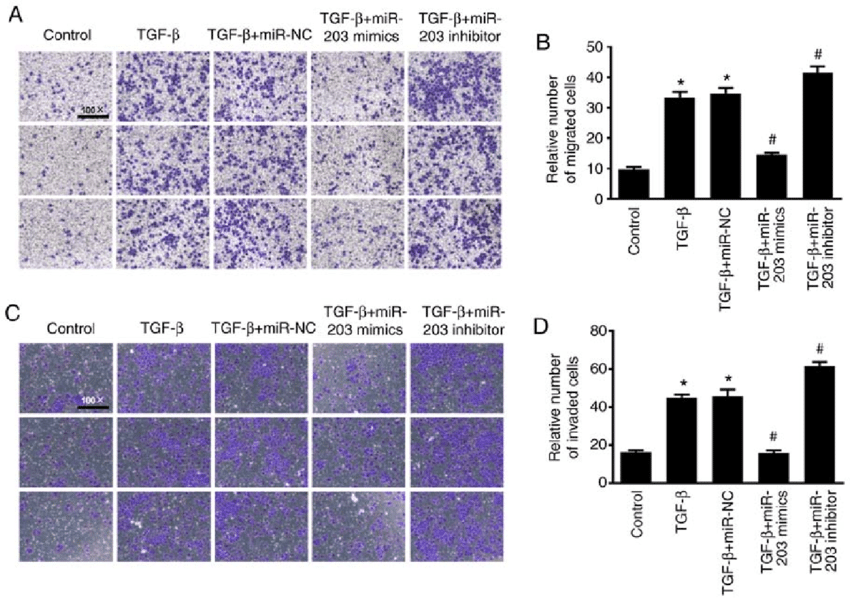 A
Control
TGF-β
TGF-β+miR-NC
TGF-β+miR-
203 mimics
TGF-β+miR-
203 inhibitor
100 ×
B
Relative number
of migrated cells
50
40
30
20
10
0
*
*
#
#
Control
TGF-β
TGF-β+miR-NC
TGF-β+miR-
203 mimics
TGF-β+miR-
203 inhibitor
C
Control
TGF-β
TGF-β+miR-NC
TGF-β+miR-
203 mimics
TGF-β+miR-
203 inhibitor
100 ×
D
Relative number
of invaded cells
80
60
40
20
0
*
*
#
#
Control
TGF-β
TGF-β+miR-NC
TGF-β+miR-
203 mimics
TGF-β+miR-
203 inhibitor